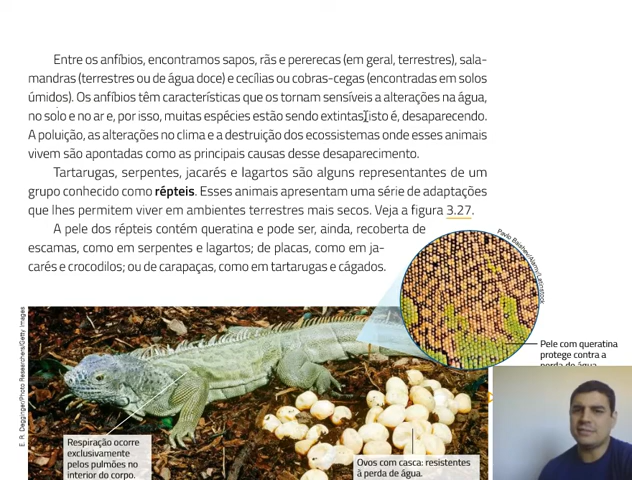 Entre os anfíbios, encontramos sapos, rãs e pererecas (em geral, terrestres), sala-
mandras (terrestres ou de água doce) e cecílias ou cobras-cegas (encontradas em solos
úmidos). Os anfíbios têm características que os tornam sensíveis a alterações na água,
no solo e no ar e, por isso, muitas espécies estão sendo extintas, isto é, desaparecendo.
A poluição, as alterações no clima e a destruição dos ecossistemas onde esses animais
vivem são apontadas como as principais causas desse desaparecimento.
Tartarugas, serpentes, jacarés e lagartos são alguns representantes de um
grupo conhecido como répteis. Esses animais apresentam uma série de adaptações
que lhes permitem viver em ambientes terrestres mais secos. Veja a figura 3.27.
A pele dos répteis contém queratina e pode ser, ainda, recoberta de
escamas, como em serpentes e lagartos; de placas, como em ja-
carés e crocodilos; ou de carapaças, como em tartarugas e cágados.
E. R. Degginger/Photo Researchers/Getty Images
Pele com queratina
protege contra a
perda de água.
Respiração ocorre
exclusivamente
pelos pulmões no
interior do corpo.
Ovos com casca: resistentes
à perda de água.